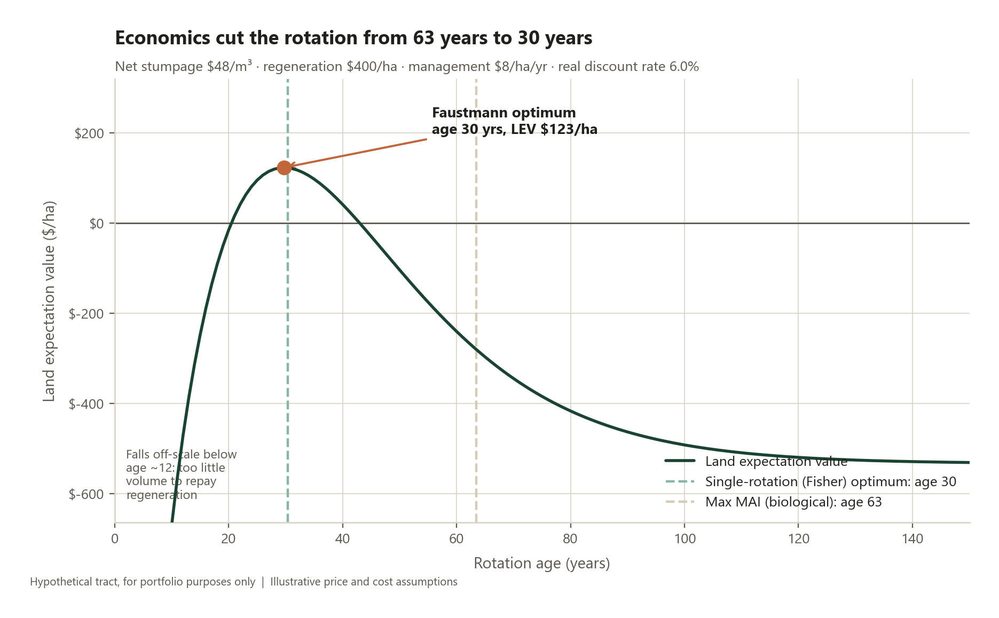 Economics cut the rotation from 63 years to 30 years
Net stumpage $48/m³ · regeneration $400/ha · management $8/ha/yr · real discount rate 6.0%
Faustmann optimum
age 30 yrs, LEV $123/ha
$200
$0
$-200
$-400
$-600
Land expectation value ($/ha)
Falls off-scale below
age ~12: too little
volume to repay
regeneration
Land expectation value
Single-rotation (Fisher) optimum: age 30
Max MAI (biological): age 63
0 20 40 60 80 100 120 140
Rotation age (years)
Hypothetical tract, for portfolio purposes only | Illustrative price and cost assumptions